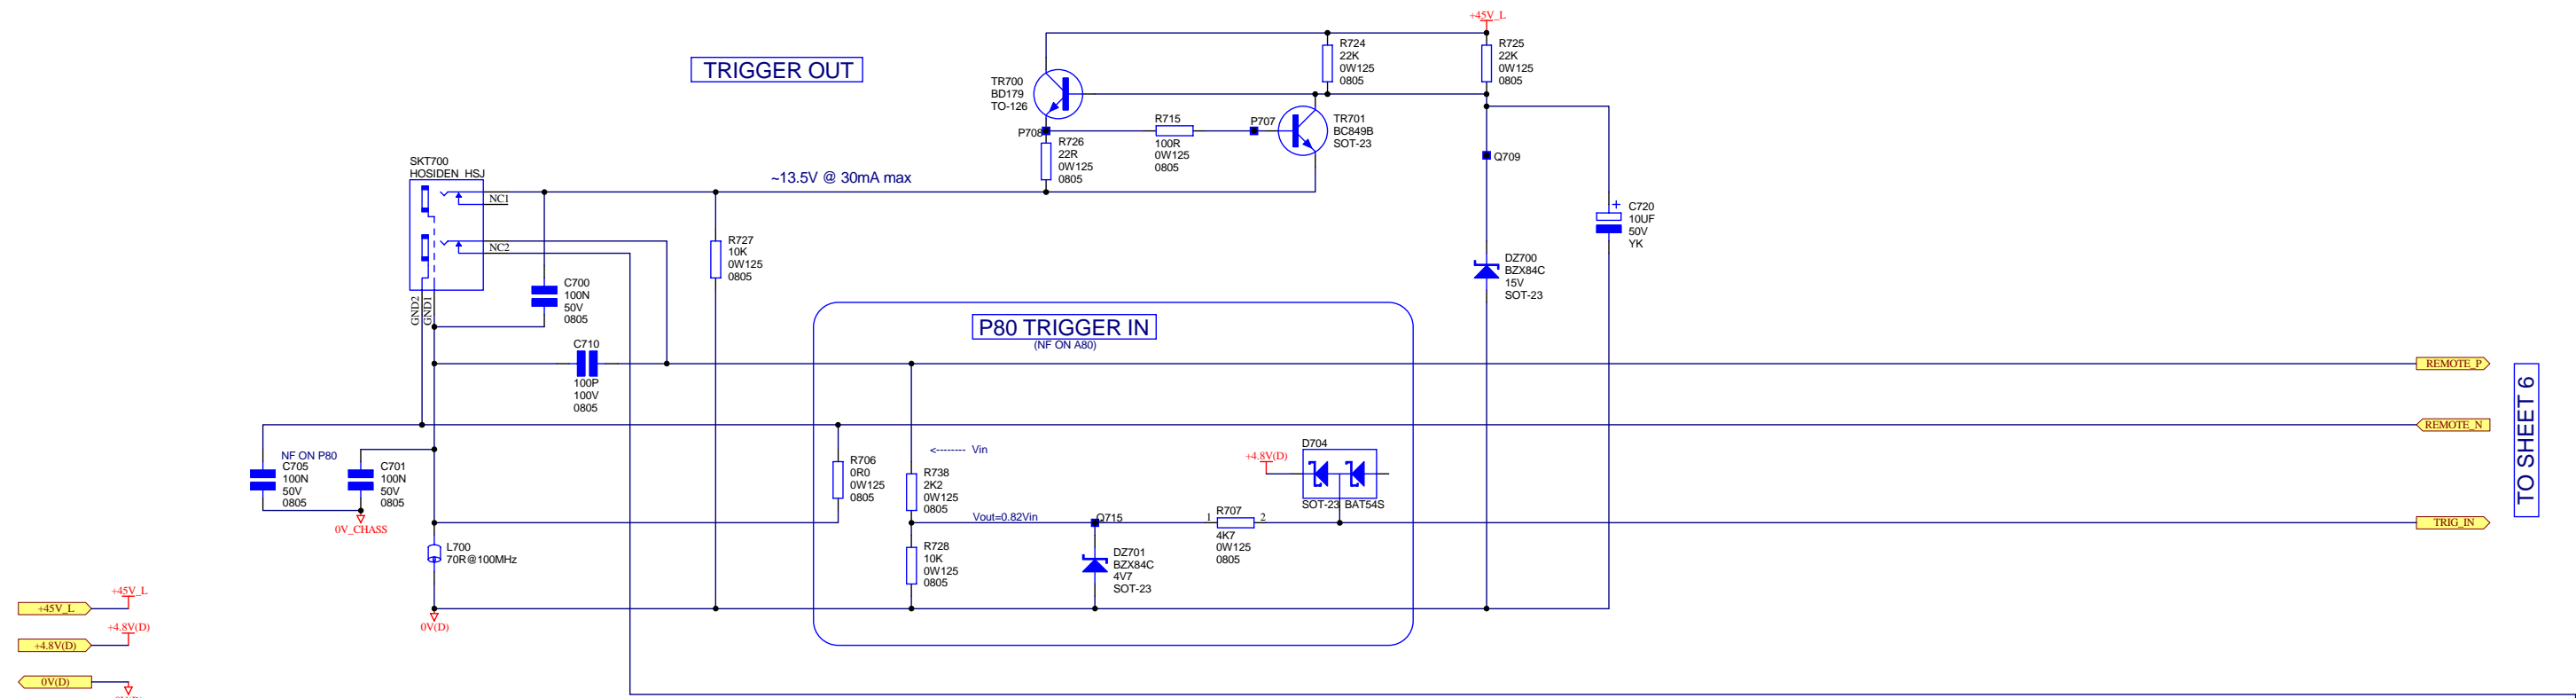 +45V_L
TRIGGER OUT
R724
22K
0W125
0805
R725
22K
0W125
0805
TR700
BD179
TO-126
P708
R726
22R
0W125
0805
R715
100R
0W125
0805
P707
TR701
BC849B
SOT-23
Q709
SKT700
HOSIDEN HSJ
NC1
NC2
GND2
GND1
~13.5V @ 30mA max
R727
10K
0W125
0805
C700
100N
50V
0805
C720
10UF
50V
YK
+
DZ700
BZX84C
15V
SOT-23
P80 TRIGGER IN
(NF ON A80)
C710
100P
100V
0805
REMOTE_P
REMOTE_N
TRIG_IN
TO SHEET 6
NF ON P80
C705
100N
50V
0805
C701
100N
50V
0805
0V_CHASS
R706
0R0
0W125
0805
<-------- Vin
R738
2K2
0W125
0805
Vout=0.82Vin
Q715
R707
1
2
4K7
0W125
0805
+4.8V(D)
D704
SOT-23 BAT54S
L700
70R@100MHz
R728
10K
0W125
0805
DZ701
BZX84C
4V7
SOT-23
0V(D)
+45V_L
+45V_L
+4.8V(D)
+4.8V(D)
0V(D)